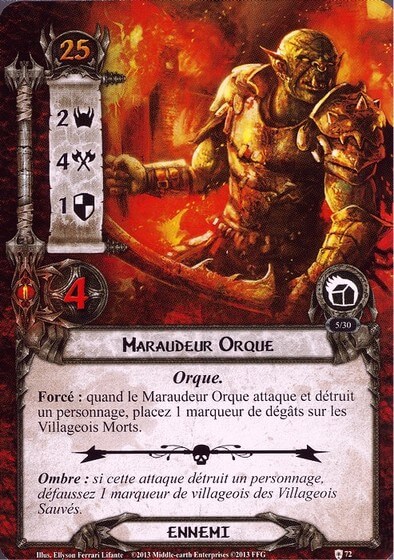 25
2
4
1
4
5/30
MARAUDEUR ORQUE
Orque.
Forcé : quand le Maraudeur Orque attaque et détruit
un personnage, placez 1 marqueur de dégâts sur les
Villageois Morts.
Ombre : si cette attaque détruit un personnage,
défaussez 1 marqueur de villageois des Villageois
Sauvés.
ENNEMI
Illus. Ellyson Ferrari Lifante ©2013 Middle-earth Enterprises ©2013 FFG 72